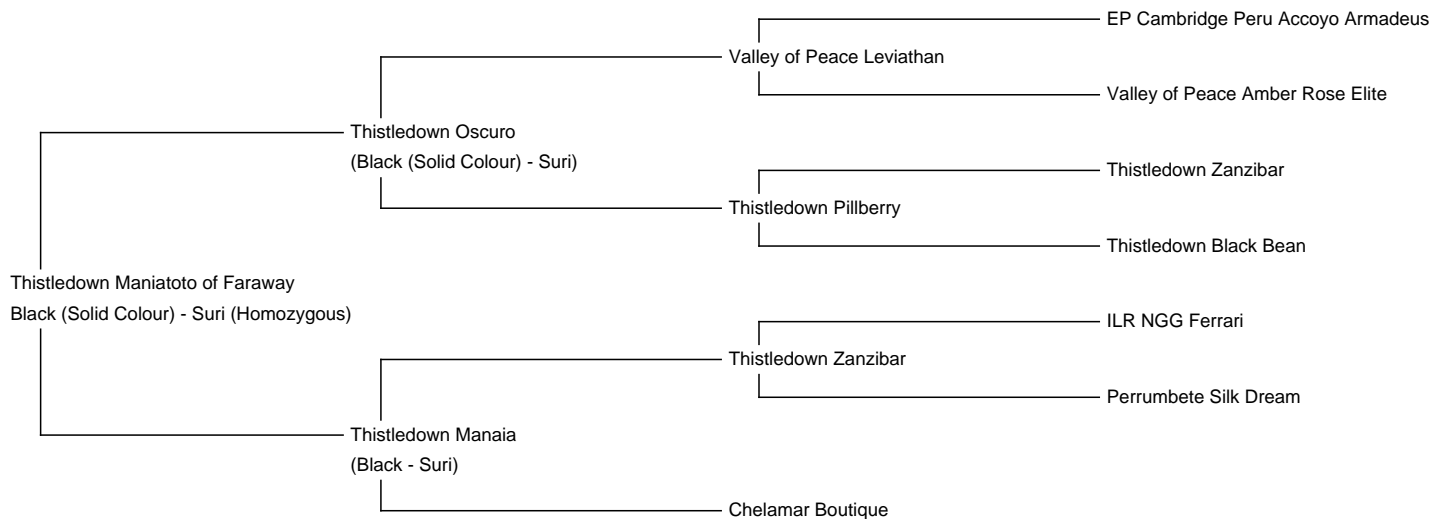 EP Cambridge Peru Accoyo Armadeus
Valley of Peace Leviathan
Valley of Peace Amber Rose Elite
Thistledown Oscuro
(Black (Solid Colour) - Suri)
Thistledown Zanzibar
Thistledown Pillberry
Thistledown Black Bean
Thistledown Maniatoto of Faraway
Black (Solid Colour) - Suri (Homozygous)
ILR NGG Ferrari
Thistledown Zanzibar
Perrumbete Silk Dream
Thistledown Manaia
(Black - Suri)
Chelamar Boutique